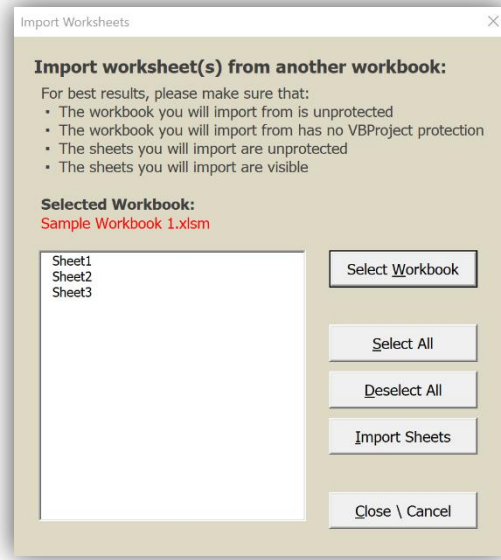 Import Worksheets
Import worksheet(s) from another workbook:
For best results, please make sure that:
· The workbook you will import from is unprotected
· The workbook you will import from has no VBProject protection
· The sheets you will import are unprotected
· The sheets you will import are visible
Selected Workbook:
Sample Workbook 1.xlsm
Sheet1
Sheet2
Sheet3
Select Workbook
Select All
Deselect All
Import Sheets
Close \ Cancel